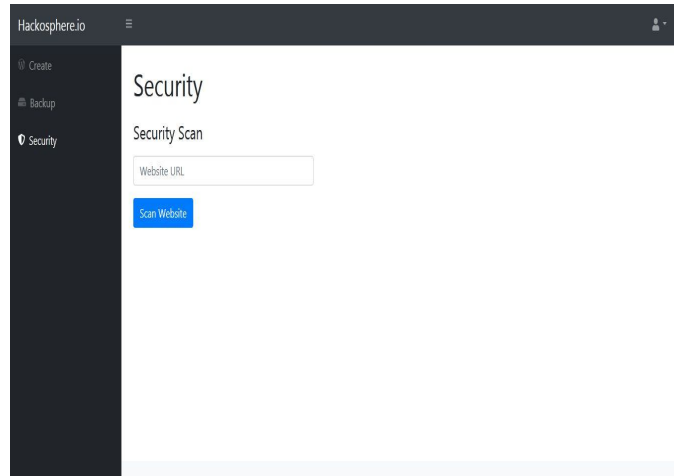 Hackosphere.io
Create
Backup
Security
Security
Security Scan
Website URL
Scan Website